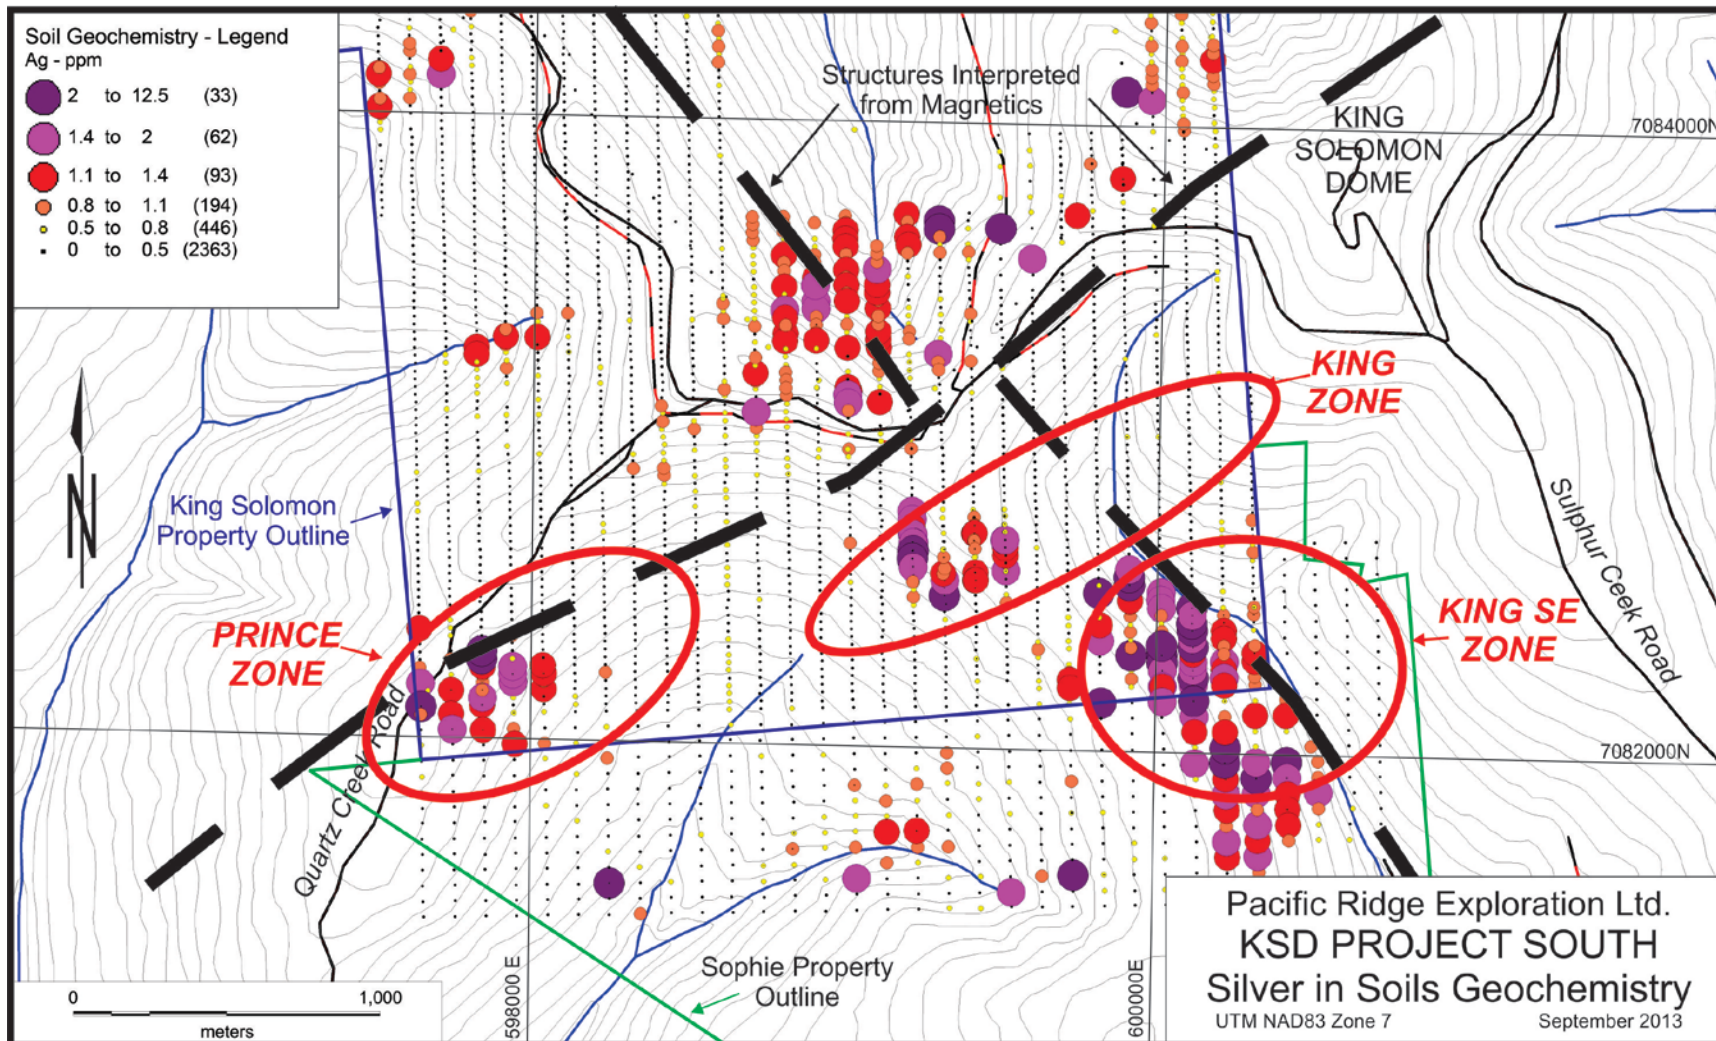 Soil Geochemistry - Legend
Ag - ppm
2 to 12.5 (33)
1.4 to 2 (62)
1.1 to 1.4 (93)
0.8 to 1.1 (194)
0.5 to 0.8 (446)
0 to 0.5 (2363)
Structures Interpreted
from Magnetics
KING
SOLOMON
DOME
7084000N
KING
ZONE
N
King Solomon
Property Outline
Sulphur Creek Road
PRINCE
ZONE
KING SE
ZONE
Quartz Creek Road
7082000N
Sophie Property
Outline
598000 E
600000E
0 1,000
meters
Pacific Ridge Exploration Ltd.
KSD PROJECT SOUTH
Silver in Soils Geochemistry
UTM NAD83 Zone 7 September 2013